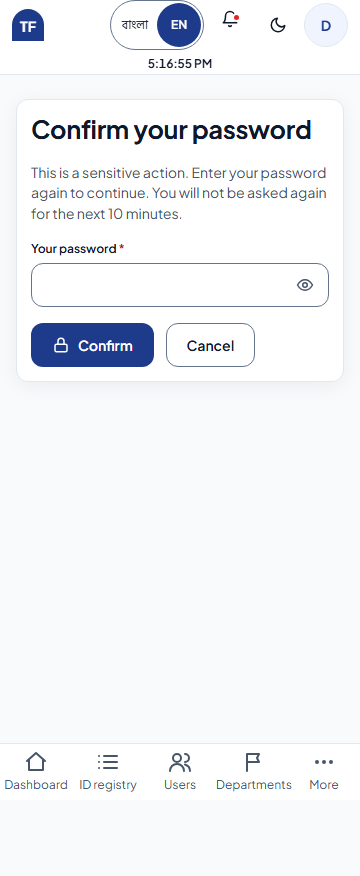 TF
বাংলা
EN
D
5:16:55 PM
Confirm your password
This is a sensitive action. Enter your password
again to continue. You will not be asked again
for the next 10 minutes.
Your password *
Confirm
Cancel
Dashboard
ID registry
Users
Departments
More